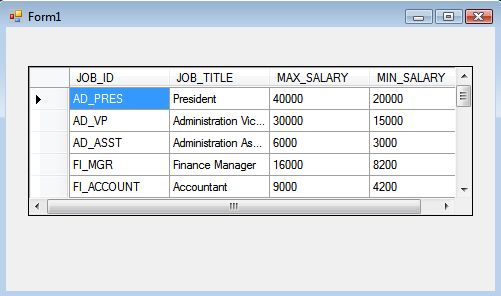 Form1
JOB_ID JOB_TITLE MAX_SALARY MIN_SALARY
AD_PRES President 40000 20000
AD_VP Administration Vic... 30000 15000
AD_ASST Administration As... 6000 3000
FI_MGR Finance Manager 16000 8200
FI_ACCOUNT Accountant 9000 4200